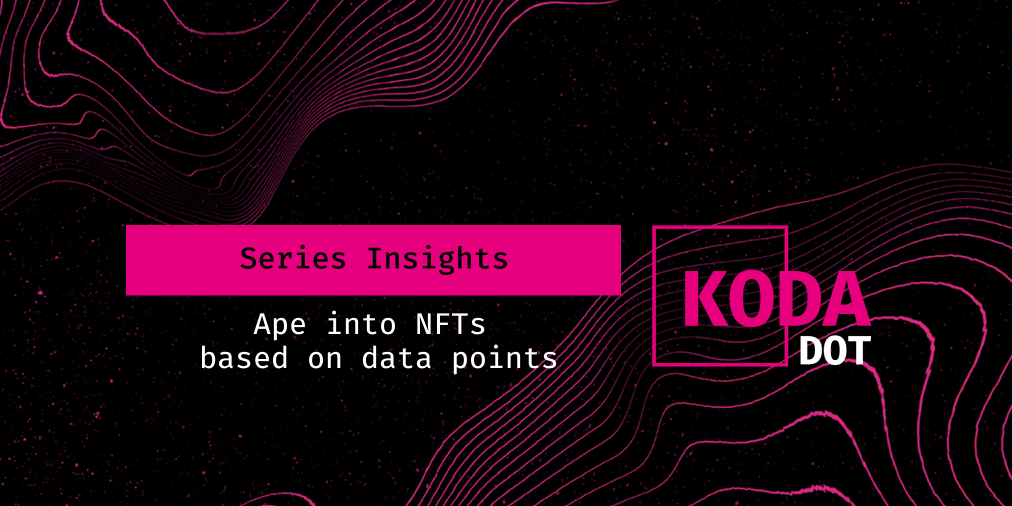 Series Insights
Ape into NFTs
based on data points
KODA
DOT